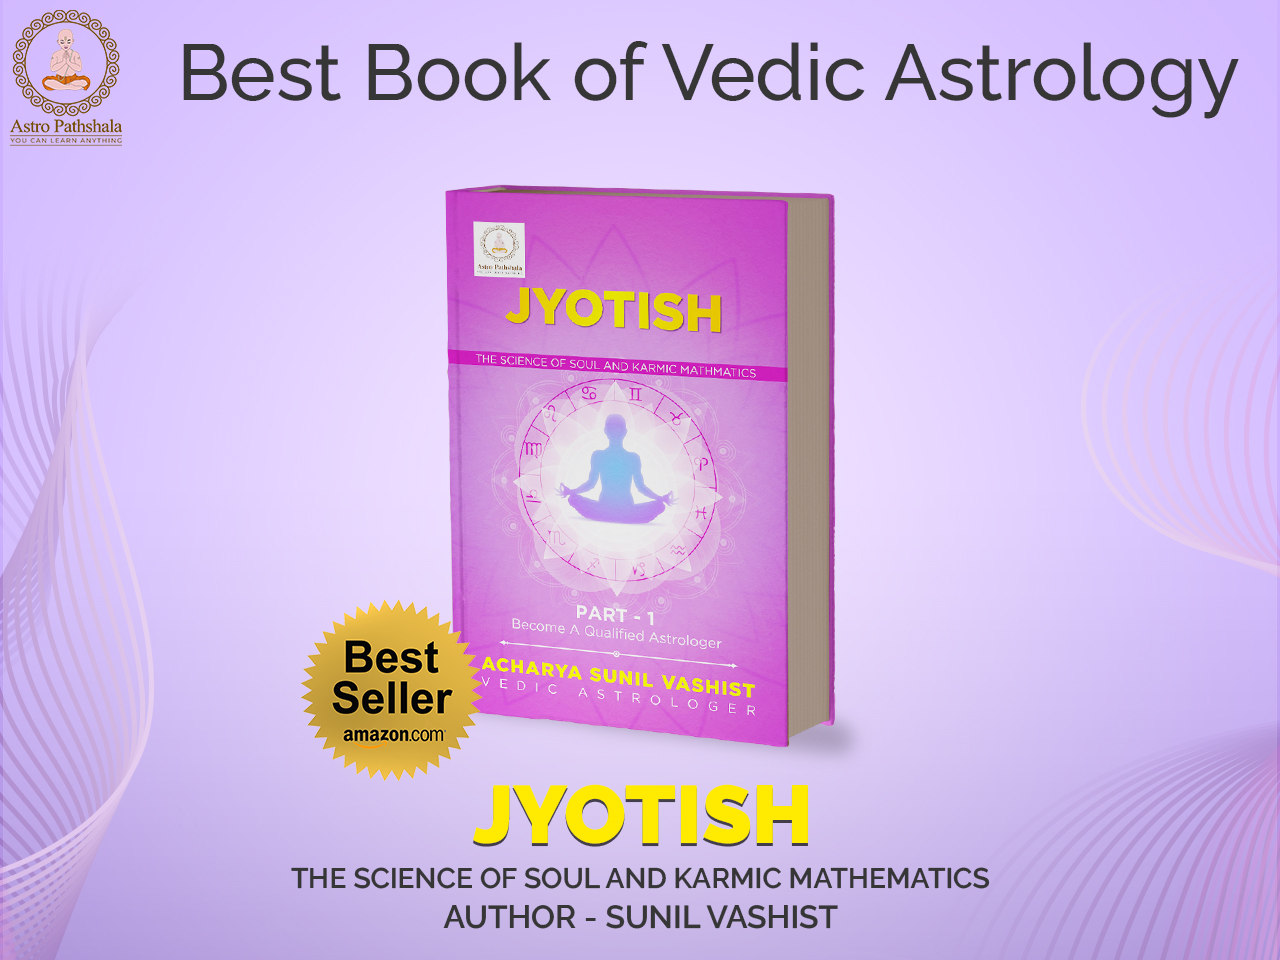 Astro Pathshala
YOU CAN LEARN ANYTHING
Best Book of Vedic Astrology
Astro Pathshala
JYOTISH
THE SCIENCE OF SOUL AND KARMIC MATHMATICS
PART - 1
Become A Qualified Astrologer
ACHARYA SUNIL VASHIST
VEDIC ASTROLOGER
Best
Seller
amazon.com
JYOTISH
THE SCIENCE OF SOUL AND KARMIC MATHEMATICS
AUTHOR - SUNIL VASHIST